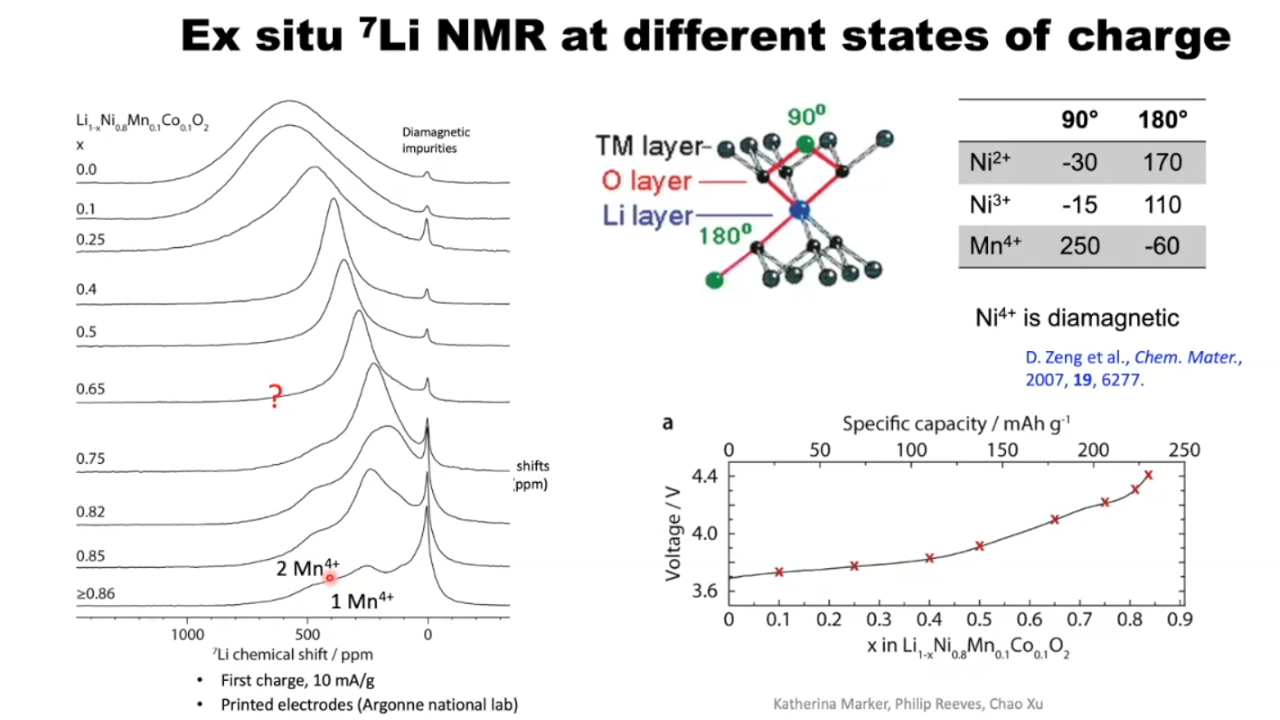 Ex situ ⁷Li NMR at different states of charge
Li₁₋ₓNi₀.₈Mn₀.₁Co₀.₁O₂
x
0.0
0.1
0.25
0.4
0.5
0.65
0.75
0.82
0.85
≥0.86
Diamagnetic
impurities
?
shifts
(ppm)
2 Mn⁴⁺
1 Mn⁴⁺
1000 500 0
⁷Li chemical shift / ppm
• First charge, 10 mA/g
• Printed electrodes (Argonne national lab)
90⁰
TM layer
O layer
Li layer
180⁰
90° 180°
Ni²⁺ -30 170
Ni³⁺ -15 110
Mn⁴⁺ 250 -60
Ni⁴⁺ is diamagnetic
D. Zeng et al., Chem. Mater.,
2007, 19, 6277.
a
Specific capacity / mAh g⁻¹
0 50 100 150 200 250
4.4
4.0
3.6
Voltage / V
0 0.1 0.2 0.3 0.4 0.5 0.6 0.7 0.8 0.9
x in Li₁₋ₓNi₀.₈Mn₀.₁Co₀.₁O₂
Katherina Marker, Philip Reeves, Chao Xu